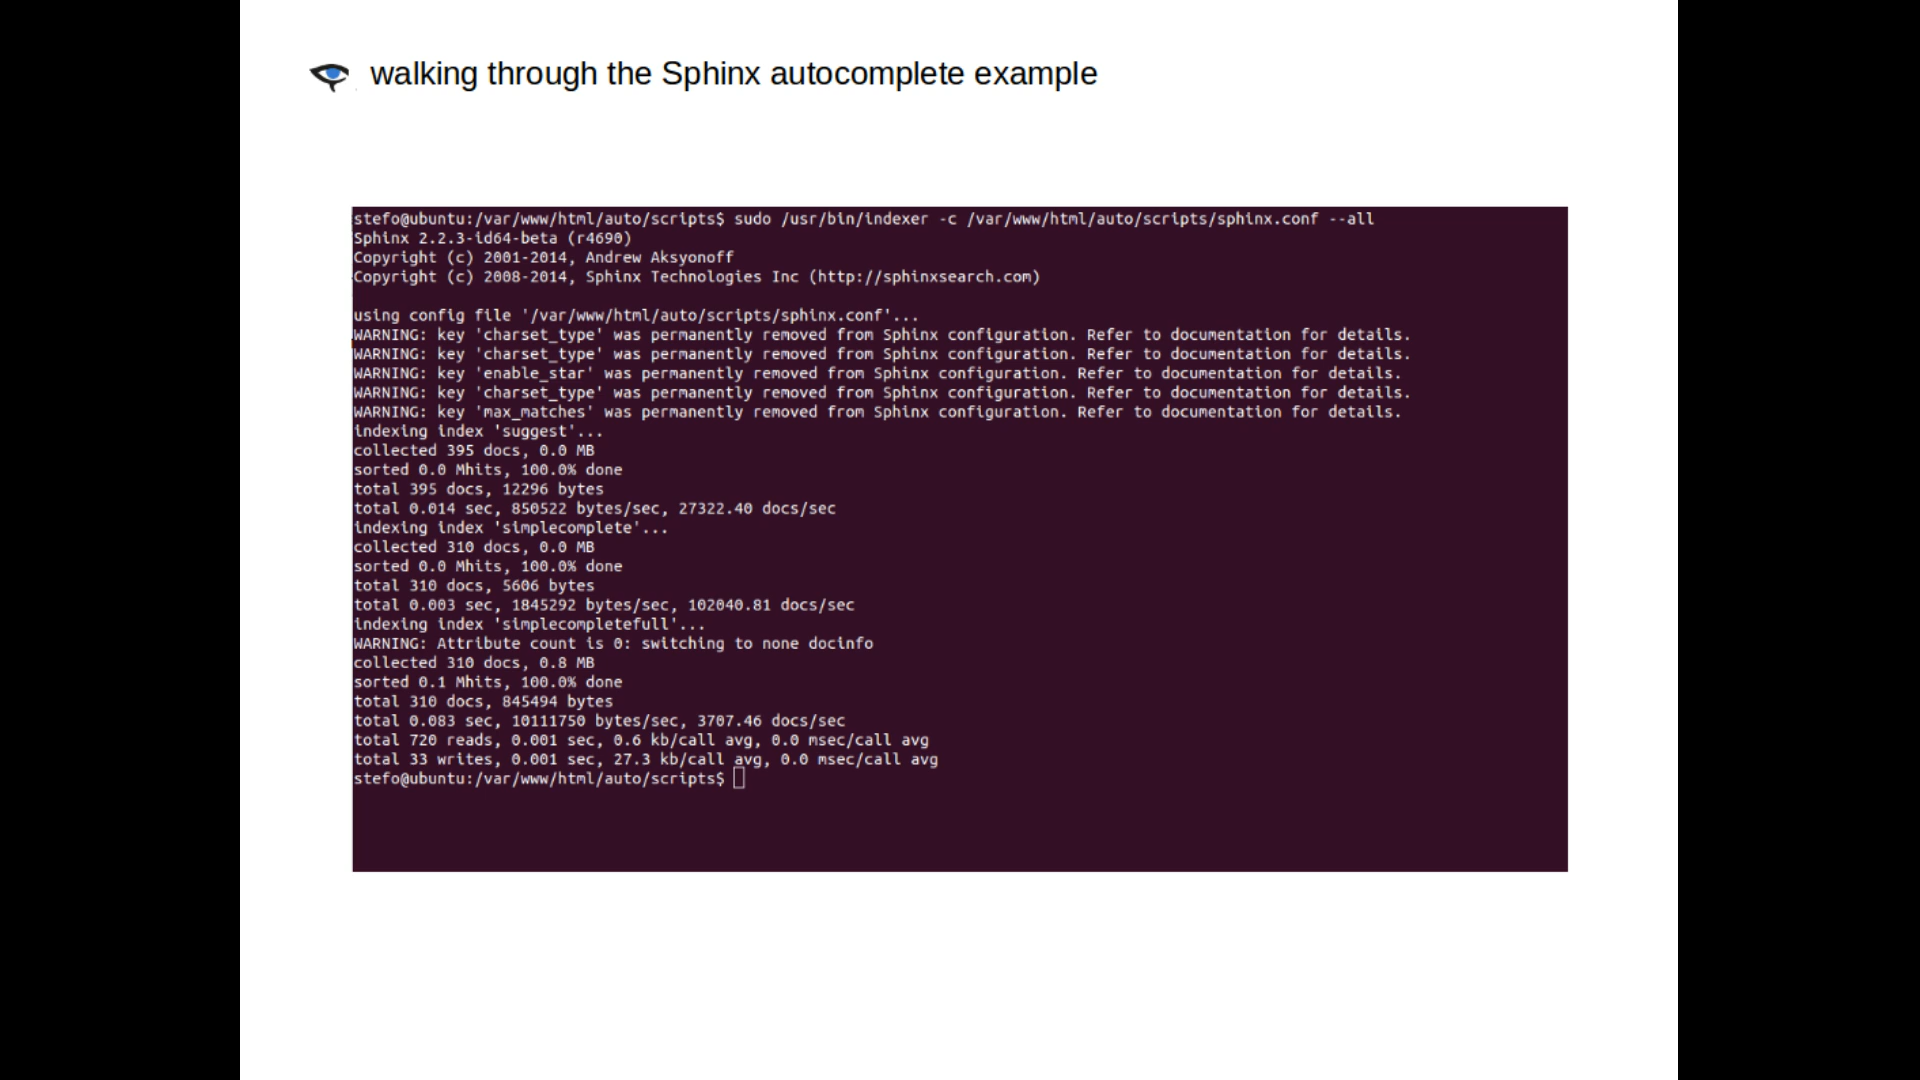 walking through the Sphinx autocomplete example
stefo@ubuntu:/var/www/html/auto/scripts$ sudo /usr/bin/indexer -c /var/www/html/auto/scripts/sphinx.conf --all
Sphinx 2.2.3-id64-beta (r4690)
Copyright (c) 2001-2014, Andrew Aksyonoff
Copyright (c) 2008-2014, Sphinx Technologies Inc (http://sphinxsearch.com)
using config file '/var/www/html/auto/scripts/sphinx.conf'...
WARNING: key 'charset_type' was permanently removed from Sphinx configuration. Refer to documentation for details.
WARNING: key 'charset_type' was permanently removed from Sphinx configuration. Refer to documentation for details.
WARNING: key 'enable_star' was permanently removed from Sphinx configuration. Refer to documentation for details.
WARNING: key 'charset_type' was permanently removed from Sphinx configuration. Refer to documentation for details.
WARNING: key 'max_matches' was permanently removed from Sphinx configuration. Refer to documentation for details.
indexing index 'suggest'...
collected 395 docs, 0.0 MB
sorted 0.0 Mhits, 100.0% done
total 395 docs, 12296 bytes
total 0.014 sec, 850522 bytes/sec, 27322.40 docs/sec
indexing index 'simplecomplete'...
collected 310 docs, 0.0 MB
sorted 0.0 Mhits, 100.0% done
total 310 docs, 5606 bytes
total 0.003 sec, 1845292 bytes/sec, 102040.81 docs/sec
indexing index 'simplecompletefull'...
WARNING: Attribute count is 0: switching to none docinfo
collected 310 docs, 0.8 MB
sorted 0.1 Mhits, 100.0% done
total 310 docs, 845494 bytes
total 0.083 sec, 10111750 bytes/sec, 3707.46 docs/sec
total 720 reads, 0.001 sec, 0.6 kb/call avg, 0.0 msec/call avg
total 33 writes, 0.001 sec, 27.3 kb/call avg, 0.0 msec/call avg
stefo@ubuntu:/var/www/html/auto/scripts$